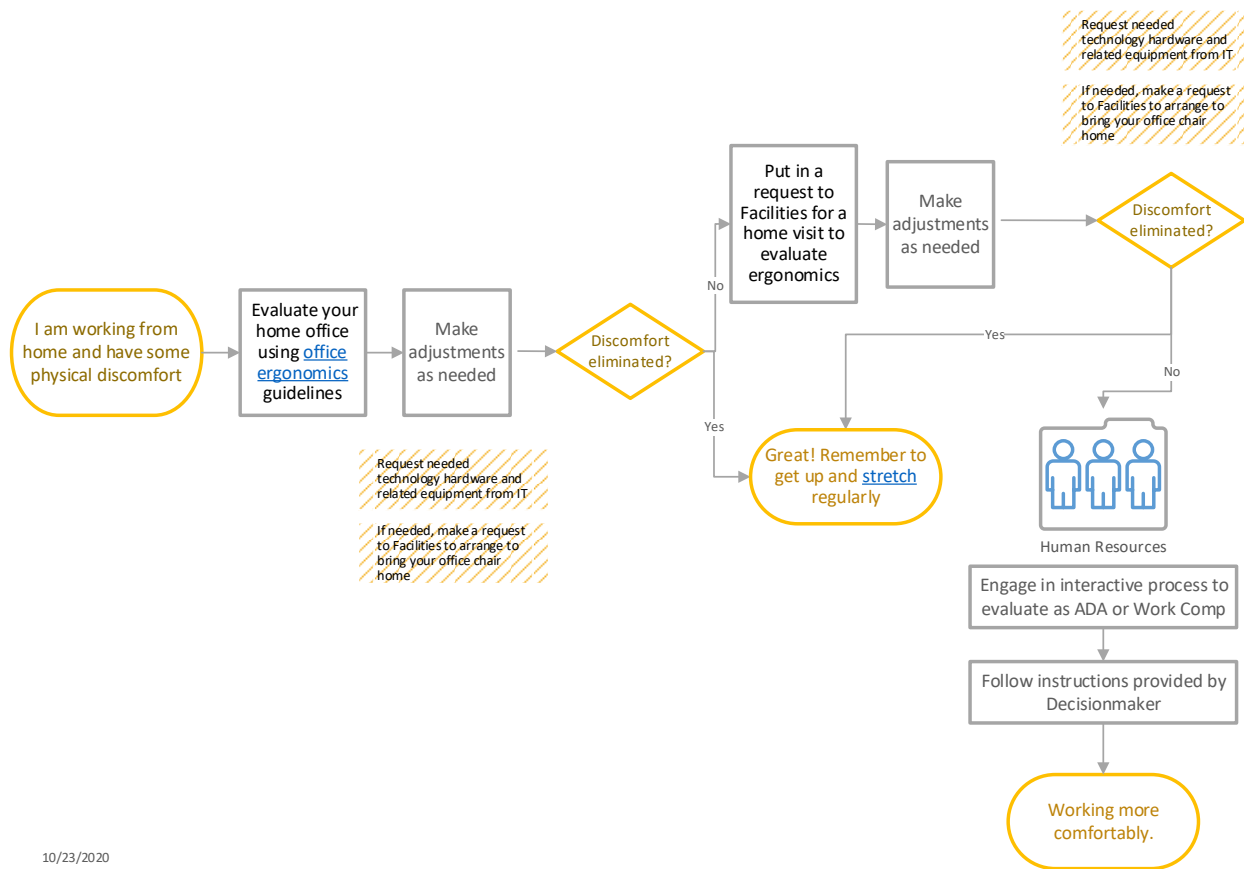 Request needed
technology hardware and
related equipment from IT
If needed, make a request
to Facilities to arrange to
bring your office chair
home
Put in a
request to
Facilities for a
home visit to
evaluate
ergonomics
Make
adjustments
as needed
Discomfort
eliminated?
No
I am working from
home and have some
physical discomfort
Evaluate your
home office
using office
ergonomics
guidelines
Make
adjustments
as needed
Discomfort
eliminated?
Yes
No
Yes
Great! Remember to
get up and stretch
regularly
Request needed
technology hardware and
related equipment from IT
If needed, make a request
to Facilities to arrange to
bring your office chair
home
Human Resources
Engage in interactive process to
evaluate as ADA or Work Comp
Follow instructions provided by
Decisionmaker
Working more
comfortably.
10/23/2020